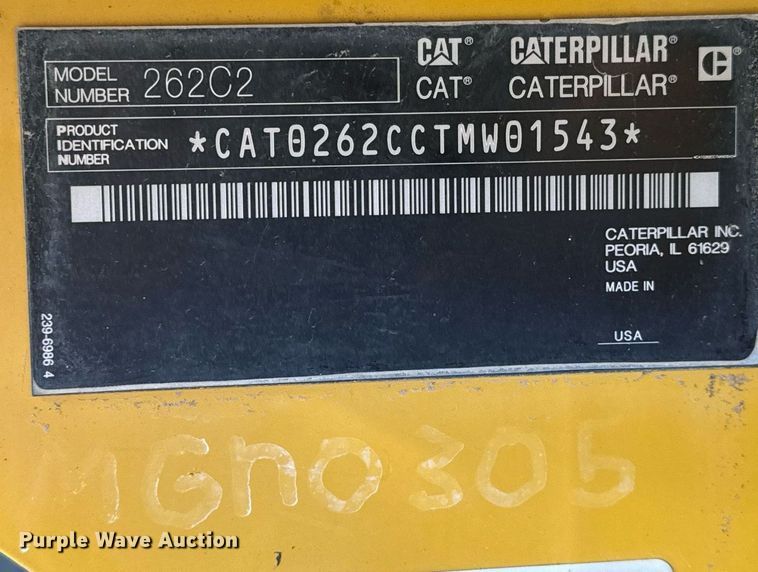 MODEL NUMBER 262C2
CAT® CATERPILLAR®
CAT® CATERPILLAR®
PRODUCT IDENTIFICATION NUMBER *CAT0262CCTMW01543*
CATERPILLAR INC.
PEORIA, IL 61629
USA
MADE IN
USA
239-6986 4
MGNO305
Purple Wave Auction